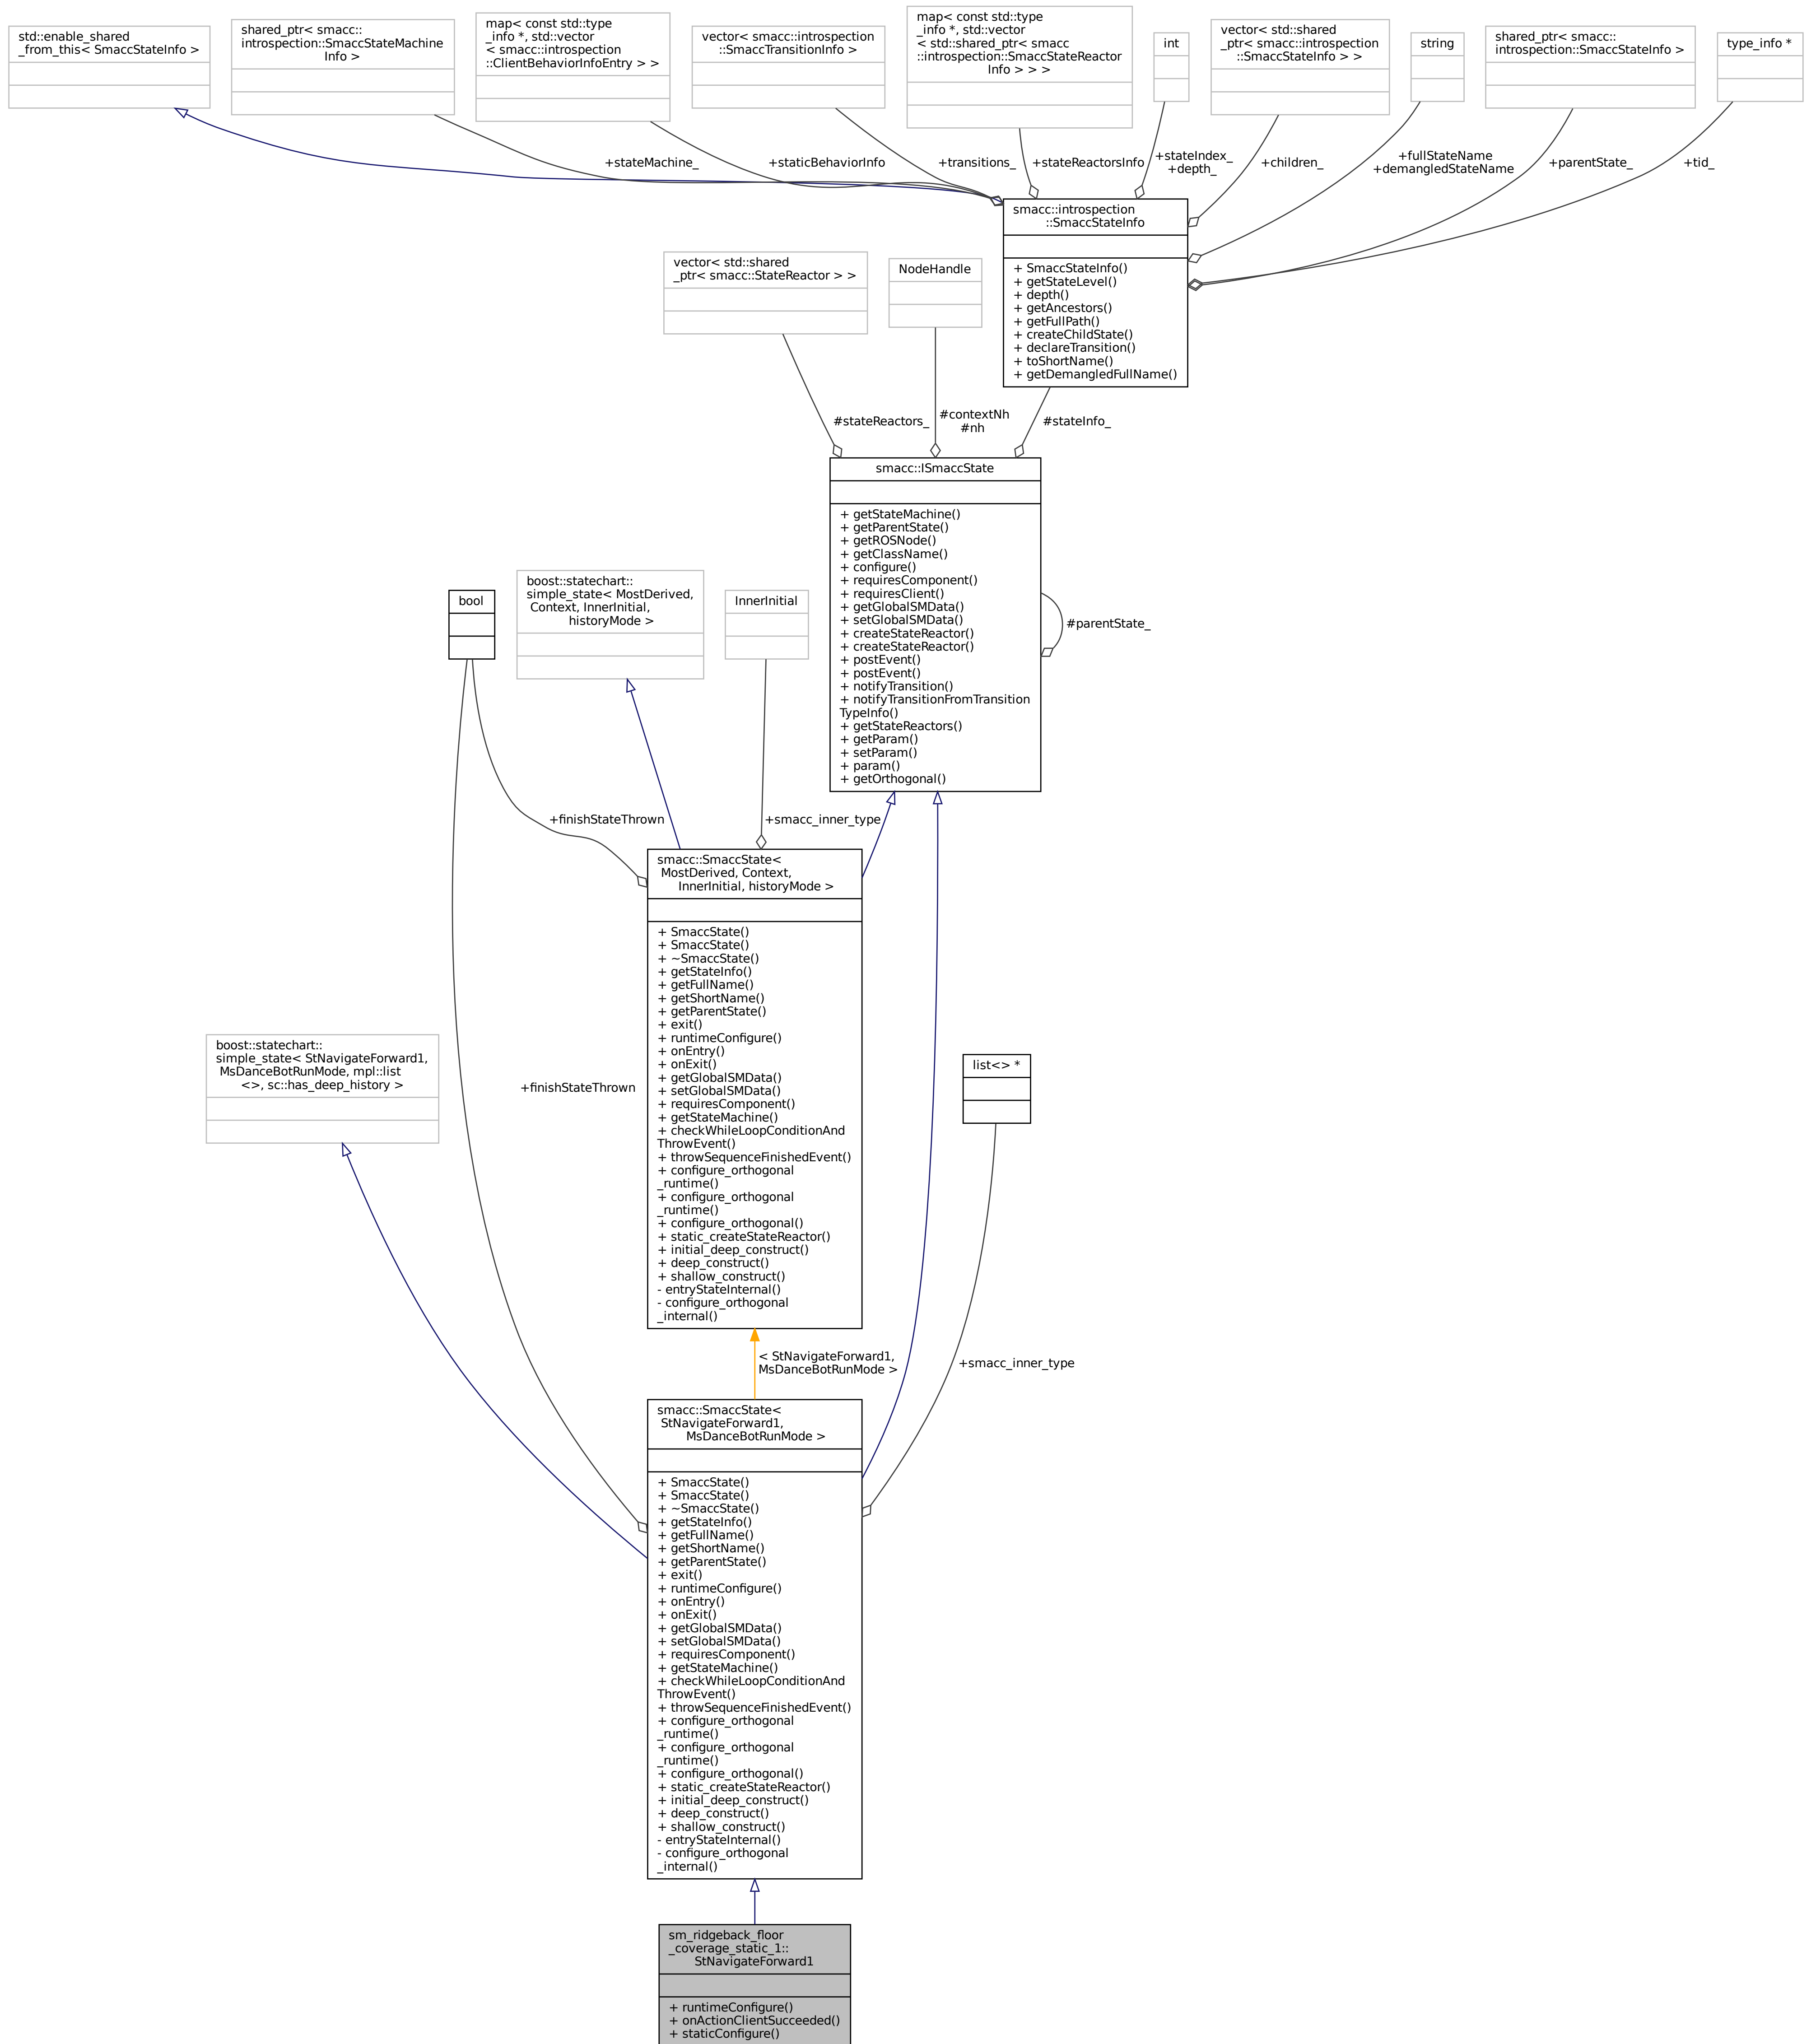 std::enable_shared
_from_this< SmaccStateInfo >
shared_ptr< smacc::
introspection::SmaccStateMachine
Info >
map< const std::type
_info *, std::vector
< smacc::introspection
::ClientBehaviorInfoEntry > >
vector< smacc::introspection
::SmaccTransitionInfo >
map< const std::type
_info *, std::vector
< std::shared_ptr< smacc
::introspection::SmaccStateReactor
Info > > >
int
vector< std::shared
_ptr< smacc::introspection
::SmaccStateInfo > >
string
shared_ptr< smacc::
introspection::SmaccStateInfo >
type_info *
+stateMachine_
+staticBehaviorInfo
+transitions_
+stateReactorsInfo
+stateIndex_
+depth_
+children_
+fullStateName
+demangledStateName
+parentState_
+tid_
smacc::introspection
::SmaccStateInfo
+ SmaccStateInfo()
+ getStateLevel()
+ depth()
+ getAncestors()
+ getFullPath()
+ createChildState()
+ declareTransition()
+ toShortName()
+ getDemangledFullName()
vector< std::shared
_ptr< smacc::StateReactor > >
NodeHandle
#stateReactors_
#contextNh
#nh
#stateInfo_
smacc::ISmaccState
+ getStateMachine()
+ getParentState()
+ getROSNode()
+ getClassName()
+ configure()
+ requiresComponent()
+ requiresClient()
+ getGlobalSMData()
+ setGlobalSMData()
+ createStateReactor()
+ createStateReactor()
+ postEvent()
+ postEvent()
+ notifyTransition()
+ notifyTransitionFromTransition
TypeInfo()
+ getStateReactors()
+ getParam()
+ setParam()
+ param()
+ getOrthogonal()
#parentState_
bool
boost::statechart::
simple_state< MostDerived,
Context, InnerInitial,
historyMode >
InnerInitial
+finishStateThrown
+smacc_inner_type
smacc::SmaccState<
MostDerived, Context,
InnerInitial, historyMode >
+ SmaccState()
+ SmaccState()
+ ~SmaccState()
+ getStateInfo()
+ getFullName()
+ getShortName()
+ getParentState()
+ exit()
+ runtimeConfigure()
+ onEntry()
+ onExit()
+ getGlobalSMData()
+ setGlobalSMData()
+ requiresComponent()
+ getStateMachine()
+ checkWhileLoopConditionAnd
ThrowEvent()
+ throwSequenceFinishedEvent()
+ configure_orthogonal
_runtime()
+ configure_orthogonal
_runtime()
+ configure_orthogonal()
+ static_createStateReactor()
+ initial_deep_construct()
+ deep_construct()
+ shallow_construct()
- entryStateInternal()
- configure_orthogonal
_internal()
boost::statechart::
simple_state< StNavigateForward1,
MsDanceBotRunMode, mpl::list
<>, sc::has_deep_history >
+finishStateThrown
list<> *
< StNavigateForward1,
MsDanceBotRunMode >
+smacc_inner_type
smacc::SmaccState<
StNavigateForward1,
MsDanceBotRunMode >
+ SmaccState()
+ SmaccState()
+ ~SmaccState()
+ getStateInfo()
+ getFullName()
+ getShortName()
+ getParentState()
+ exit()
+ runtimeConfigure()
+ onEntry()
+ onExit()
+ getGlobalSMData()
+ setGlobalSMData()
+ requiresComponent()
+ getStateMachine()
+ checkWhileLoopConditionAnd
ThrowEvent()
+ throwSequenceFinishedEvent()
+ configure_orthogonal
_runtime()
+ configure_orthogonal
_runtime()
+ configure_orthogonal()
+ static_createStateReactor()
+ initial_deep_construct()
+ deep_construct()
+ shallow_construct()
- entryStateInternal()
- configure_orthogonal
_internal()
sm_ridgeback_floor
_coverage_static_1::
StNavigateForward1
+ runtimeConfigure()
+ onActionClientSucceeded()
+ staticConfigure()